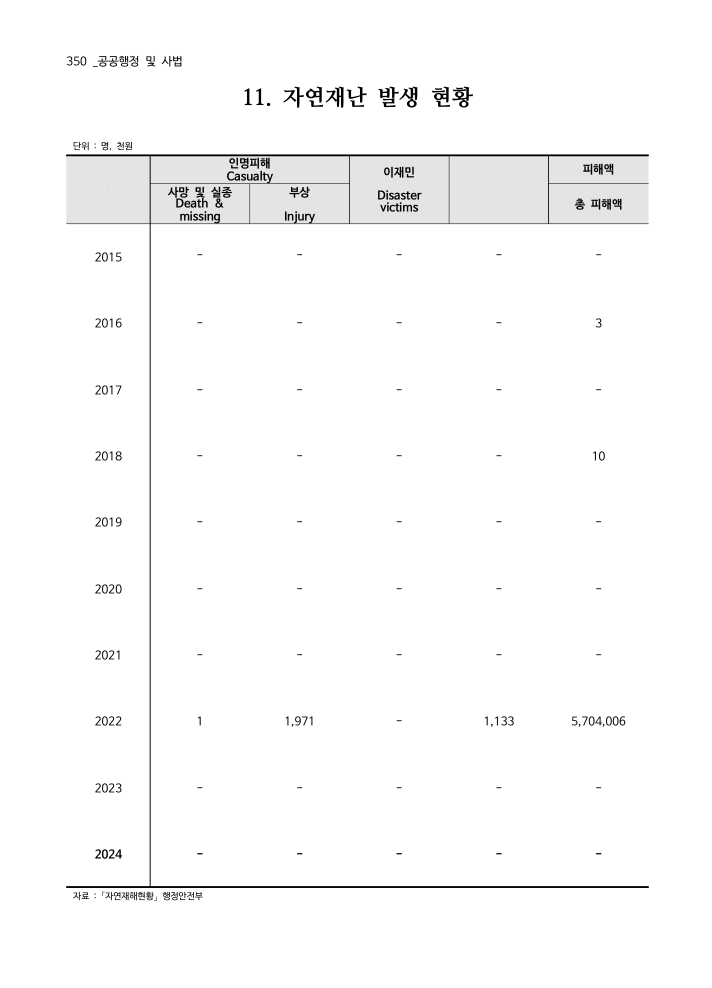 350 _공공행정 및 사법
11. 자연재난 발생 현황
단위 : 명, 천원
인명피해
Casualty
이재민
Disaster
victims
피해액
사망 및 실종
Death &
missing
부상
Injury
총 피해액
2015 - - - - -
2016 - - - - 3
2017 - - - - -
2018 - - - - 10
2019 - - - - -
2020 - - - - -
2021 - - - - -
2022 1 1,971 - 1,133 5,704,006
2023 - - - - -
2024 - - - - -
자료 : 「자연재해현황」 행정안전부